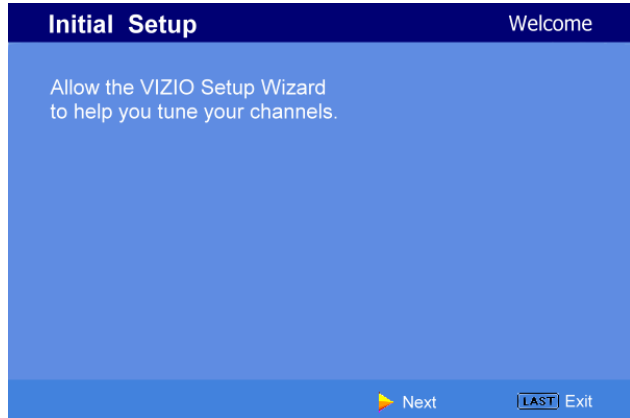 Initial Setup
Welcome
Allow the VIZIO Setup Wizard
to help you tune your channels.
Next
LAST Exit